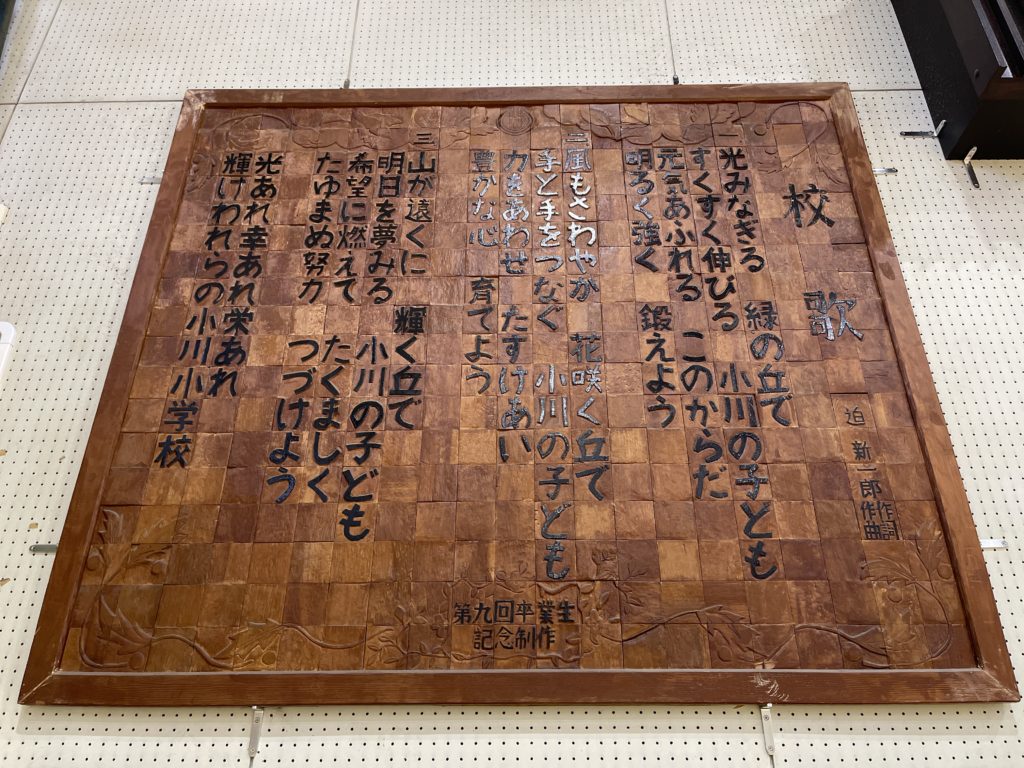 校歌
迫新一郎 作詞作曲
一
光みなぎる 緑の丘で
すくすく伸びる 小川の子ども
元気あふれる このからだ
明るく強く 鍛えよう
二
風もさわやか 花咲く丘で
手と手をつなぐ 小川の子ども
力をあわせ たすけあい
豊かな心 育てよう
三
山が遠くに 輝く丘で
明日を夢みる 小川の子ども
希望に燃えて たくましく
たゆまぬ努力 つづけよう
光あれ幸あれ栄あれ
輝けわれらの小川小学校
第九回卒業生
記念制作